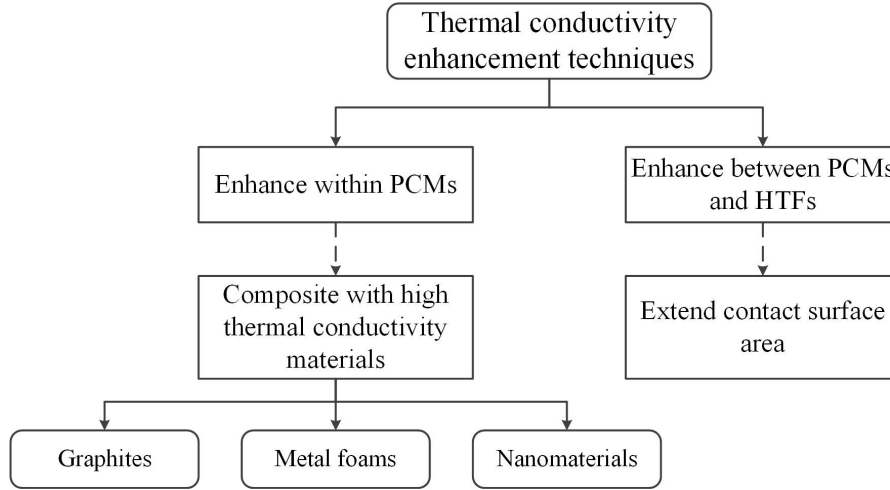 Thermal conductivity
enhancement techniques
Enhance within PCMs
Enhance between PCMs
and HTFs
Composite with high
thermal conductivity
materials
Extend contact surface
area
Graphites
Metal foams
Nanomaterials